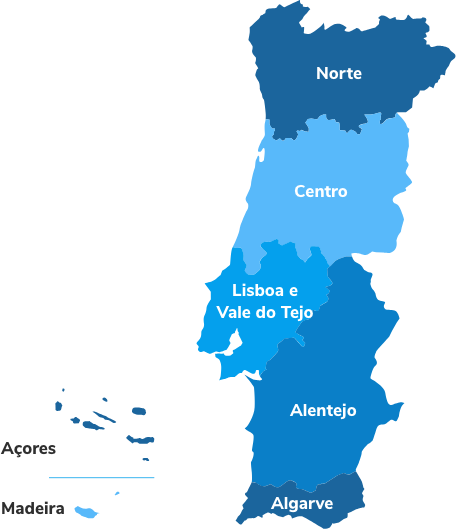 Norte
Centro
Lisboa e
Vale do Tejo
Alentejo
Açores
Madeira
Algarve